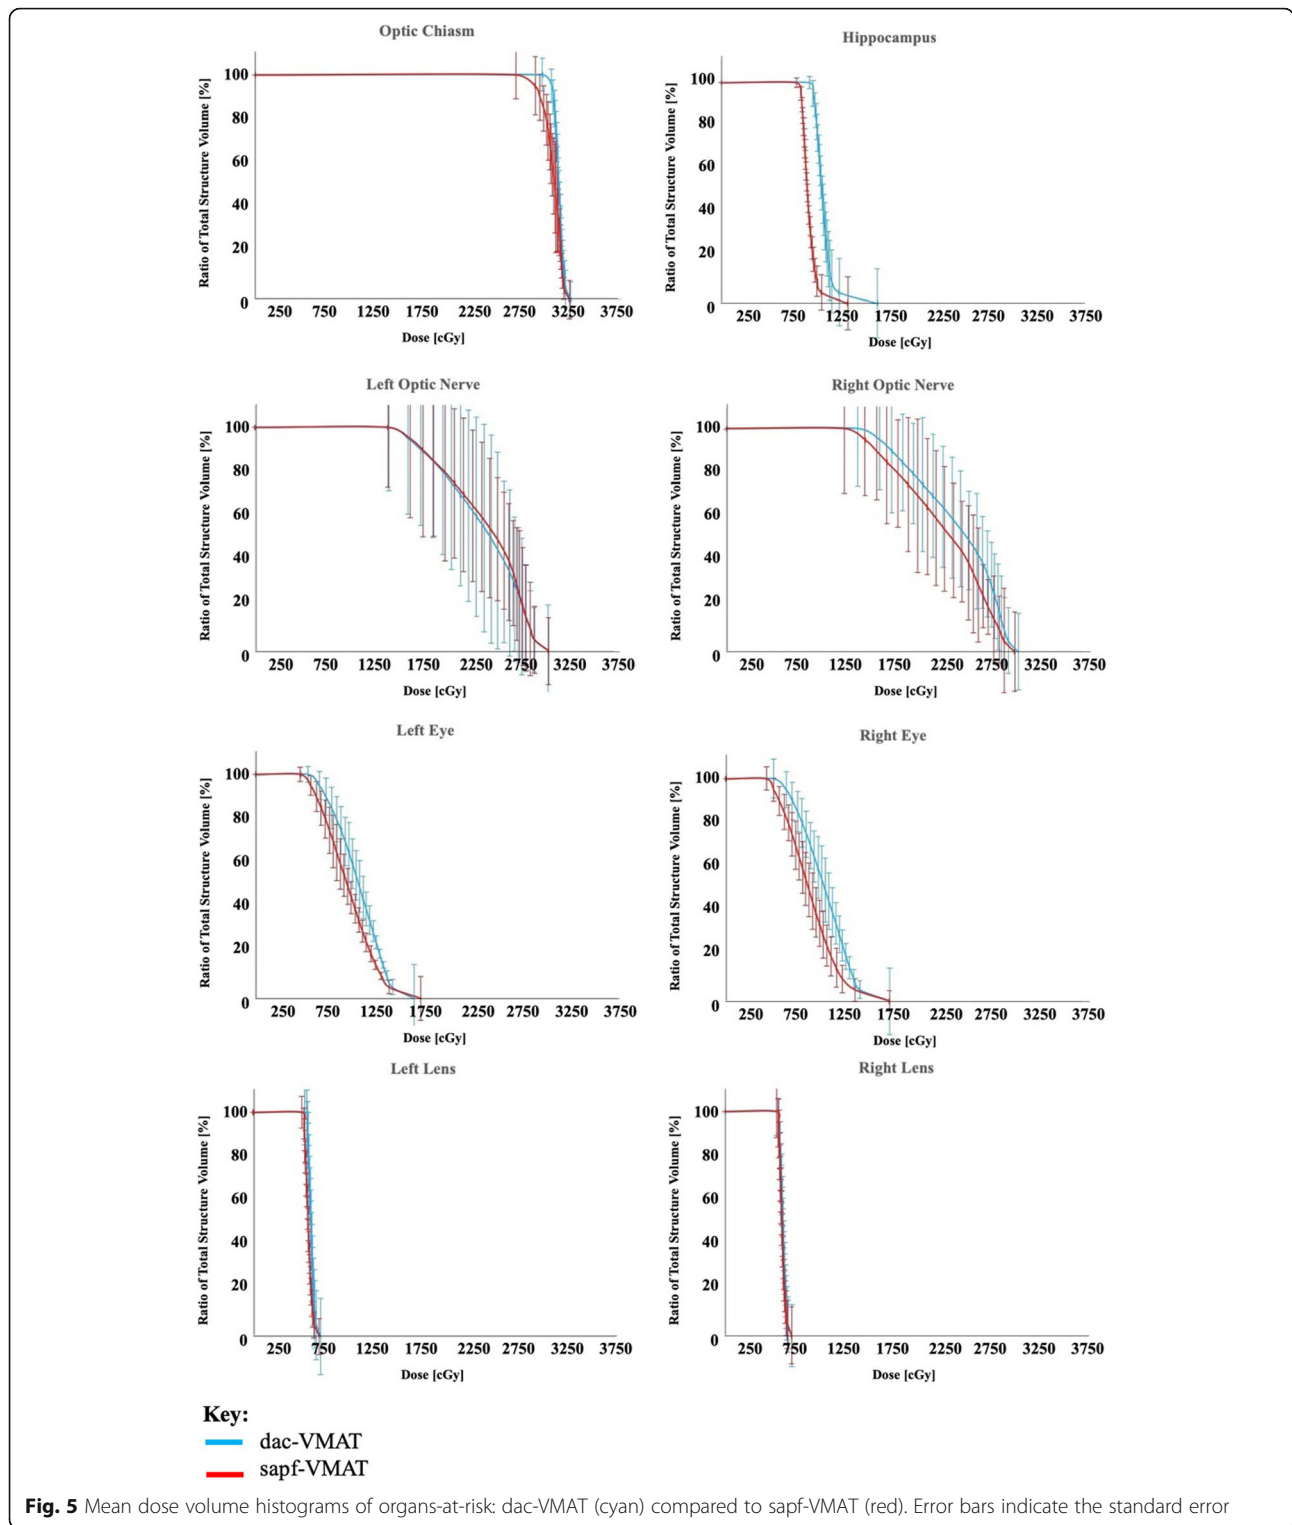 Optic Chiasm
Ratio of Total Structure Volume [%]
100
80
60
40
20
0
250 750 1250 1750 2250 2750 3250 3750
Dose [cGy]
Hippocampus
Ratio of Total Structure Volume [%]
100
80
60
40
20
0
250 750 1250 1750 2250 2750 3250 3750
Dose [cGy]
Left Optic Nerve
Ratio of Total Structure Volume [%]
100
80
60
40
20
0
250 750 1250 1750 2250 2750 3250 3750
Dose [cGy]
Right Optic Nerve
Ratio of Total Structure Volume [%]
100
80
60
40
20
0
250 750 1250 1750 2250 2750 3250 3750
Dose [cGy]
Left Eye
Ratio of Total Structure Volume [%]
100
80
60
40
20
0
250 750 1250 1750 2250 2750 3250 3750
Dose [cGy]
Right Eye
Ratio of Total Structure Volume [%]
100
80
60
40
20
0
250 750 1250 1750 2250 2750 3250 3750
Dose [cGy]
Left Lens
Ratio of Total Structure Volume [%]
100
80
60
40
20
0
250 750 1250 1750 2250 2750 3250 3750
Dose [cGy]
Right Lens
Ratio of Total Structure Volume [%]
100
80
60
40
20
0
250 750 1250 1750 2250 2750 3250 3750
Dose [cGy]
Key:
dac-VMAT
sapf-VMAT
Fig. 5 Mean dose volume histograms of organs-at-risk: dac-VMAT (cyan) compared to sapf-VMAT (red). Error bars indicate the standard error